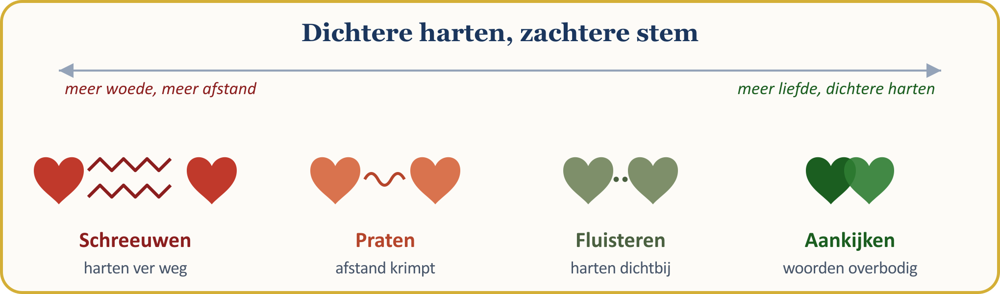 Dichtere harten, zachtere stem
meer woede, meer afstand
meer liefde, dichtere harten
Schreeuwen
harten ver weg
Praten
afstand krimpt
Fluisteren
harten dichtbij
Aankijken
woorden overbodig